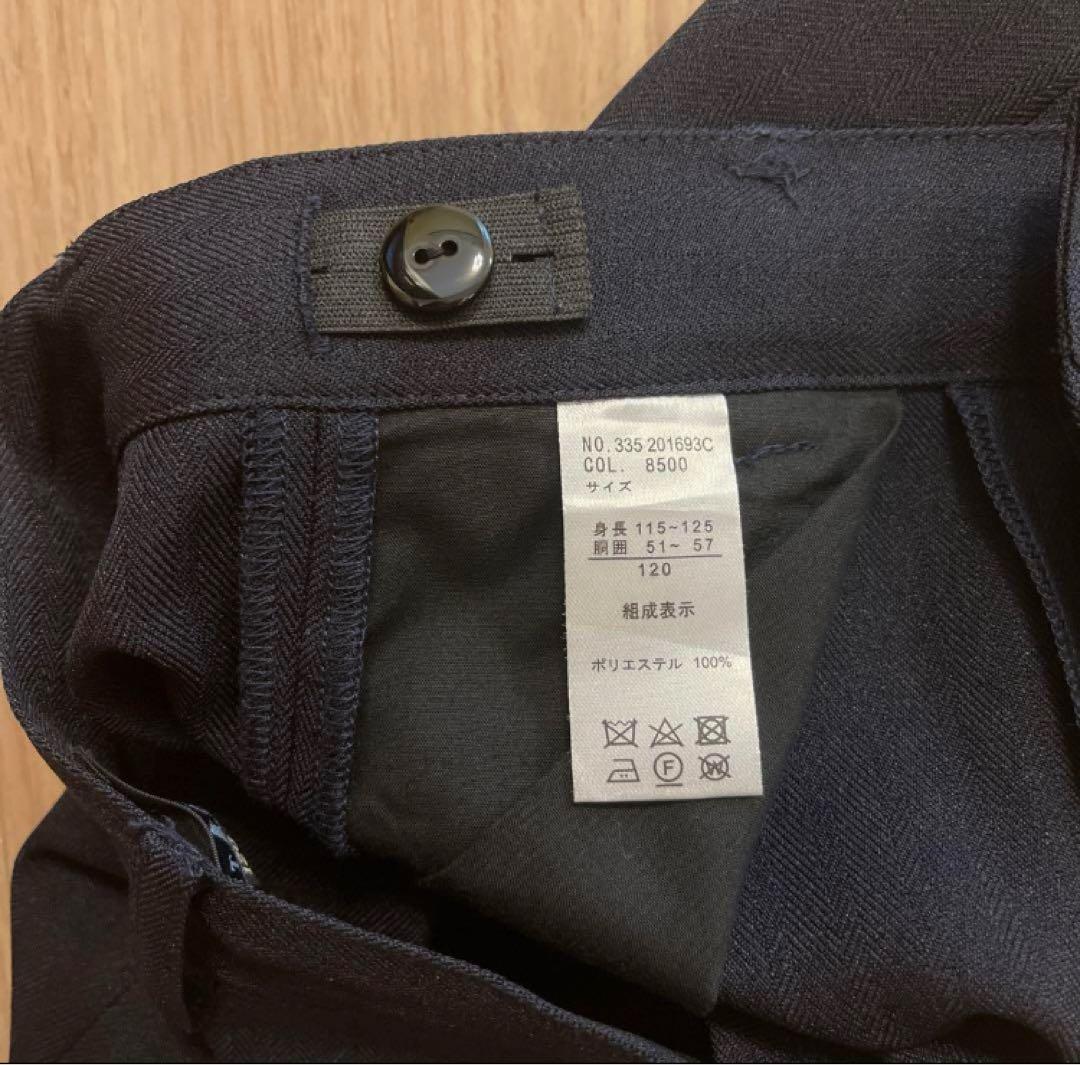 NO.335 201693C
COL. 8500
サイズ
身長 115~125
胴囲 51~ 57
120
組成表示
ポリエステル 100%
F
W